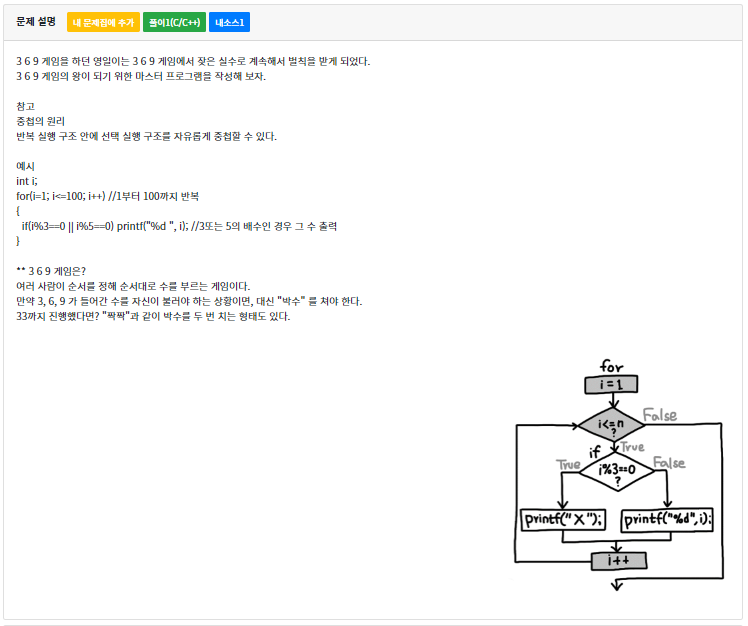 문제 설명 내 문제집에 추가 풀이1(C/C++) 내소스1
3 6 9 게임을 하던 영일이는 3 6 9 게임에서 잦은 실수로 계속해서 벌칙을 받게 되었다.
3 6 9 게임의 왕이 되기 위한 마스터 프로그램을 작성해 보자.
참고
중첩의 원리
반복 실행 구조 안에 선택 실행 구조를 자유롭게 중첩할 수 있다.
예시
int i;
for(i=1; i<=100; i++) //1부터 100까지 반복
{
if(i%3==0 || i%5==0) printf("%d ", i); //3또는 5의 배수인 경우 그 수 출력
}
** 3 6 9 게임은?
여러 사람이 순서를 정해 순서대로 수를 부르는 게임이다.
만약 3, 6, 9 가 들어간 수를 자신이 불러야 하는 상황이면, 대신 "박수" 를 쳐야 한다.
33까지 진행했다면? "짝짝"과 같이 박수를 두 번 치는 형태도 있다.
for
i=1
i<=n
?
False
True
if
True
i%3==0
?
False
printf("X");
printf("%d",i);
i++